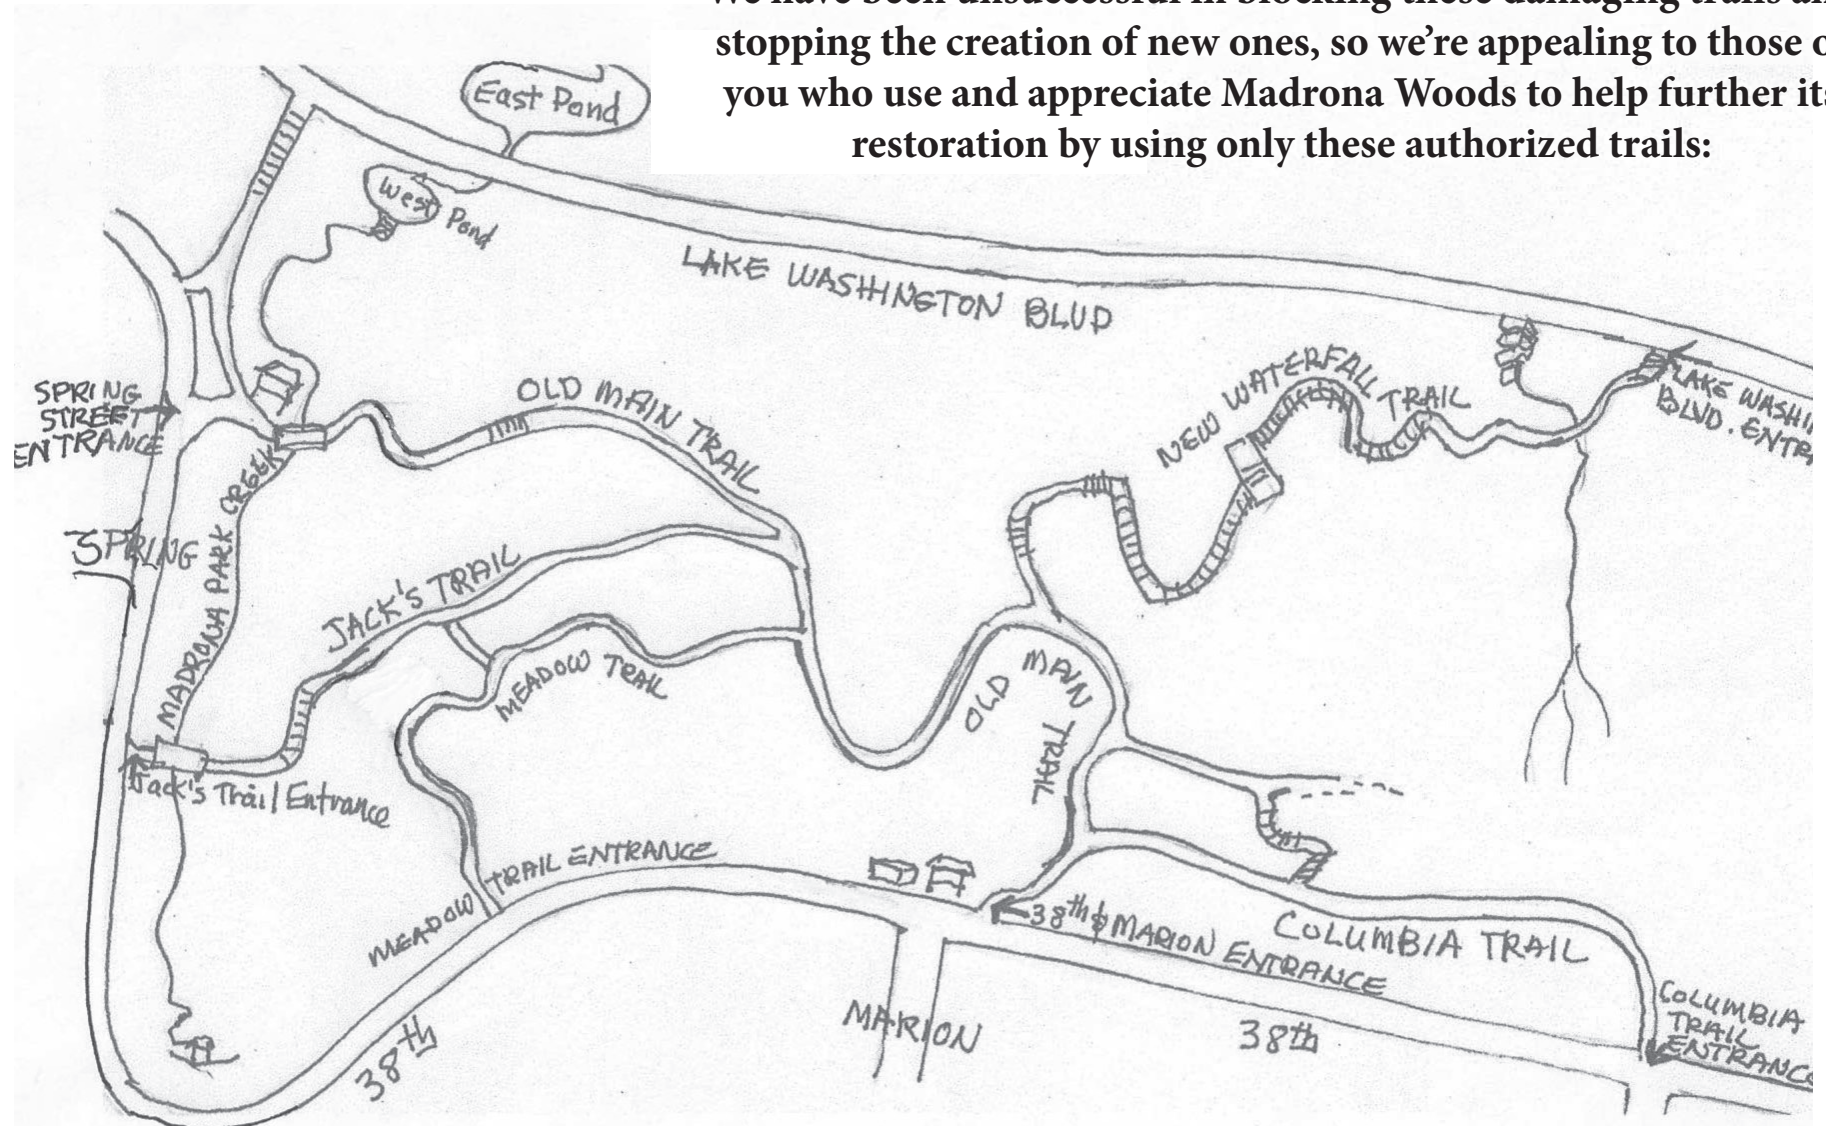 stopping the creation of new ones, so we're appealing to those
you who use and appreciate Madrona Woods to help further its
restoration by using only these authorized trails:
East Pond
West Pond
LAKE WASHINGTON BLVD
SPRING
STREET
ENTRANCE
OLD MAIN TRAIL
NEW WATERFALL TRAIL
LAKE WASHI
BLVD. ENTRA
MADRONA PARK CREEK
SPRING
JACK'S TRAIL
MEADOW TRAIL
OLD MAIN TRAIL
Jack's Trail Entrance
MEADOW TRAIL ENTRANCE
38th & MARION ENTRANCE
COLUMBIA TRAIL
COLUMBIA
TRAIL
ENTRANCE
MARION
38th
38th